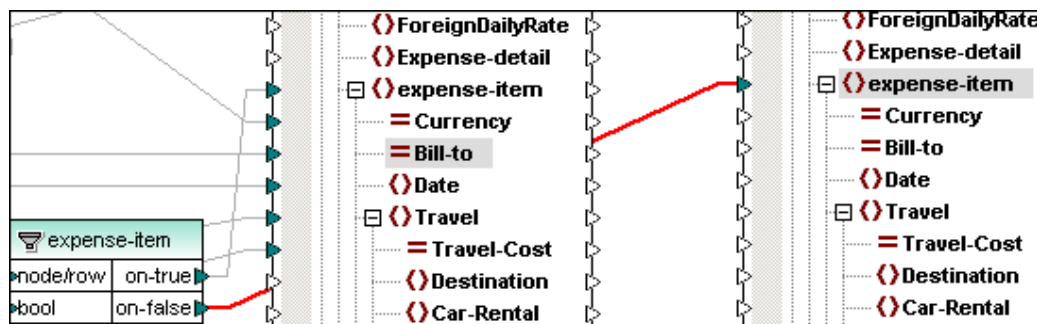 ForeignDailyRate
Expense-detail
expense-item
Currency
Bill-to
Date
Travel
Travel-Cost
Destination
Car-Rental
expense-item
node/row on-true
bool on-false
ForeignDailyRate
Expense-detail
expense-item
Currency
Bill-to
Date
Travel
Travel-Cost
Destination
Car-Rental